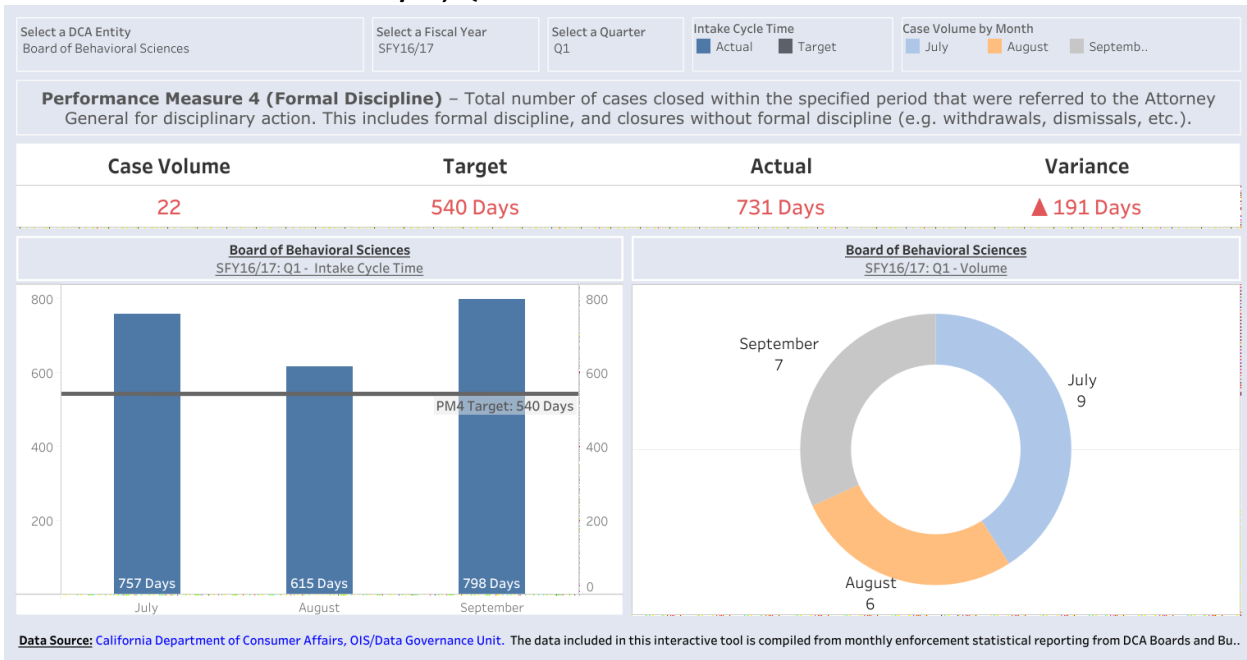 Select a DCA Entity
Board of Behavioral Sciences
Select a Fiscal Year
SFY16/17
Select a Quarter
Q1
Intake Cycle Time
Actual
Target
Case Volume by Month
July
August
Septemb..
Performance Measure 4 (Formal Discipline) – Total number of cases closed within the specified period that were referred to the Attorney
General for disciplinary action. This includes formal discipline, and closures without formal discipline (e.g. withdrawals, dismissals, etc.).
Case Volume Target Actual Variance
22 540 Days 731 Days ▲ 191 Days
Board of Behavioral Sciences
SFY16/17: Q1 - Intake Cycle Time
800
600
400
200
800
600
400
200
0
PM4 Target: 540 Days
757 Days
615 Days
798 Days
July
August
September
Board of Behavioral Sciences
SFY16/17: Q1 - Volume
September
7
July
9
August
6
Data Source: California Department of Consumer Affairs, OIS/Data Governance Unit. The data included in this interactive tool is compiled from monthly enforcement statistical reporting from DCA Boards and Bu..